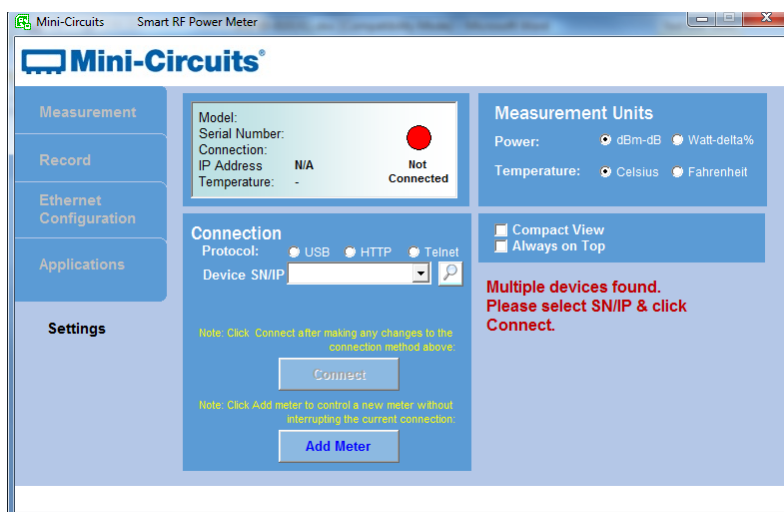 Mini-Circuits Smart RF Power Meter
Mini-Circuits®
Measurement
Record
Ethernet
Configuration
Applications
Settings
Model:
Serial Number:
Connection:
IP Address N/A
Temperature: -
Not
Connected
Measurement Units
Power: dBm-dB Watt-delta%
Temperature: Celsius Fahrenheit
Connection
Protocol: USB HTTP Telnet
Device SN/IP
Note: Click Connect after making any changes to the
connection method above:
Connect
Note: Click Add meter to control a new meter without
interrupting the current connection:
Add Meter
Compact View
Always on Top
Multiple devices found.
Please select SN/IP & click
Connect.